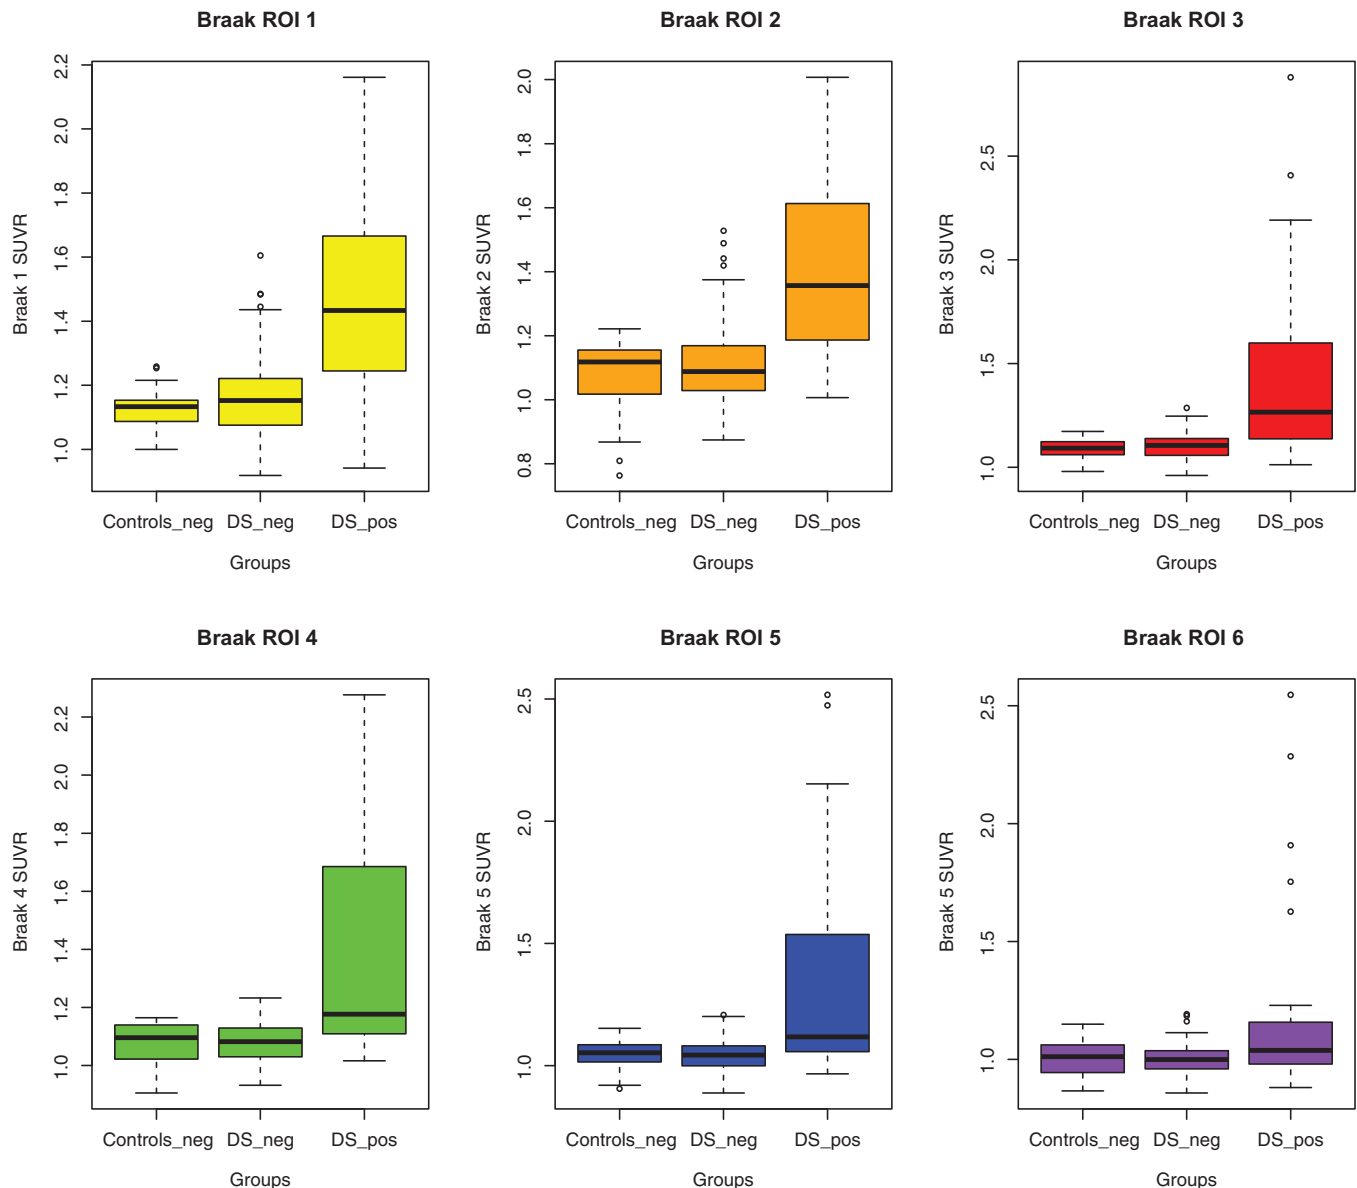 Braak ROI 1
Braak 1 SUVR
2.2
2.0
1.8
1.6
1.4
1.2
1.0
Controls_neg DS_neg DS_pos
Groups
Braak ROI 2
Braak 2 SUVR
2.0
1.8
1.6
1.4
1.2
1.0
0.8
Controls_neg DS_neg DS_pos
Groups
Braak ROI 3
Braak 3 SUVR
2.5
2.0
1.5
1.0
Controls_neg DS_neg DS_pos
Groups
Braak ROI 4
Braak 4 SUVR
2.2
2.0
1.8
1.6
1.4
1.2
1.0
Controls_neg DS_neg DS_pos
Groups
Braak ROI 5
Braak 5 SUVR
2.5
2.0
1.5
1.0
Controls_neg DS_neg DS_pos
Groups
Braak ROI 6
Braak 5 SUVR
2.5
2.0
1.5
1.0
Controls_neg DS_neg DS_pos
Groups